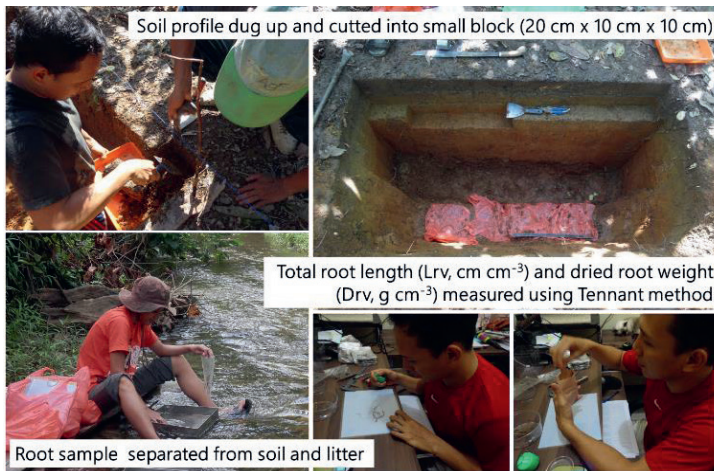 Soil profile dug up and cutted into small block (20 cm x 10 cm x 10 cm)
Total root length (Lrv, cm cm⁻³) and dried root weight
(Drv, g cm⁻³) measured using Tennant method
Root sample separated from soil and litter